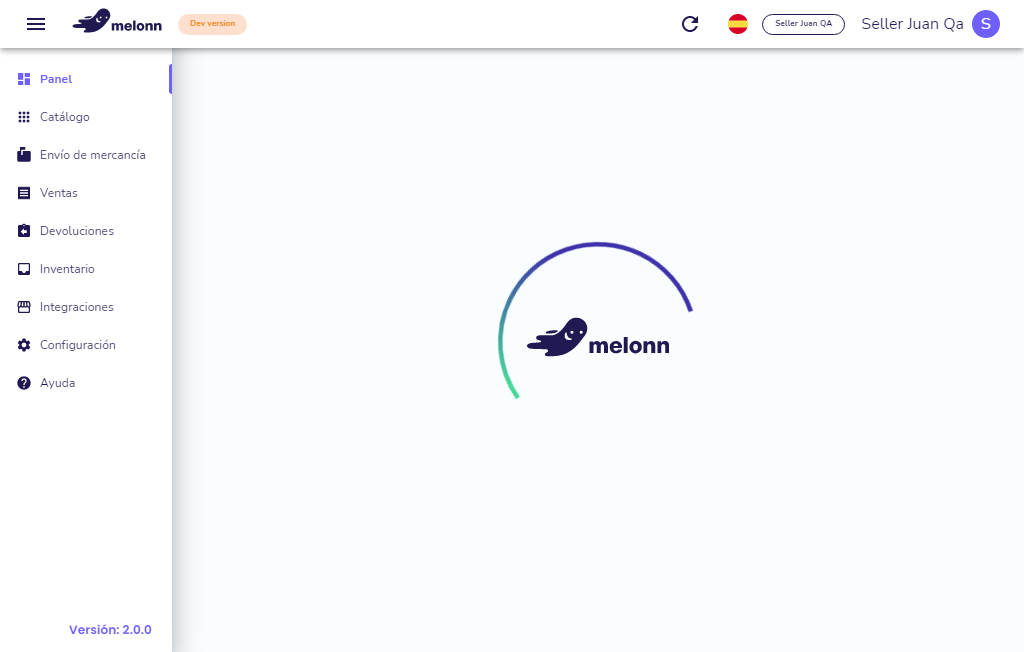 melonn
Dev version
Seller Juan QA
Seller Juan Qa
S
Panel
Catálogo
Envío de mercancía
Ventas
Devoluciones
Inventario
Integraciones
Configuración
Ayuda
melonn
Versión: 2.0.0